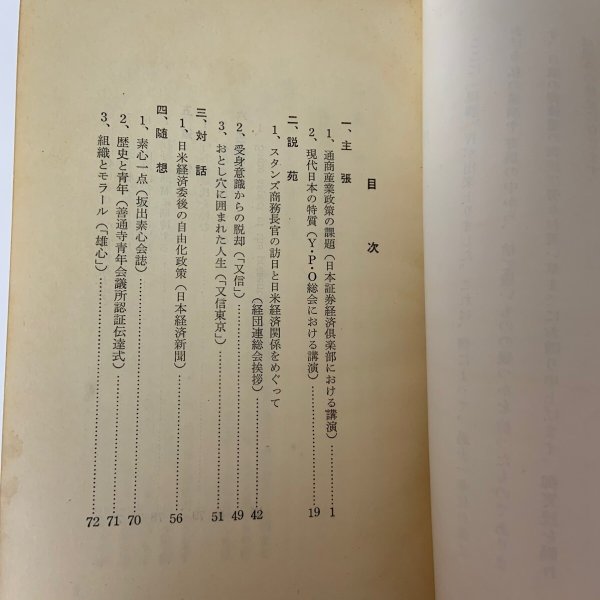 目次
一、主張
1、通商産業政策の課題(日本証券経済倶楽部における講演)……1
2、現代日本の特質(Y・P・O総会における講演)……19
二、説苑
1、スタンズ商務長官の訪日と日米経済関係をめぐって
(経団連総会挨拶)……42
2、受身意識からの脱却(「又信」)……49
3、おとし穴に囲まれた人生(「又信東京」)……51
三、対話
1、日米経済委後の自由化政策(日本経済新聞)……56
四、随想
1、素心一点(坂出素心会誌)……70
2、歴史と青年(善通寺青年会議所認証伝達式)……71
3、組織とモラール(「雄心」)……72